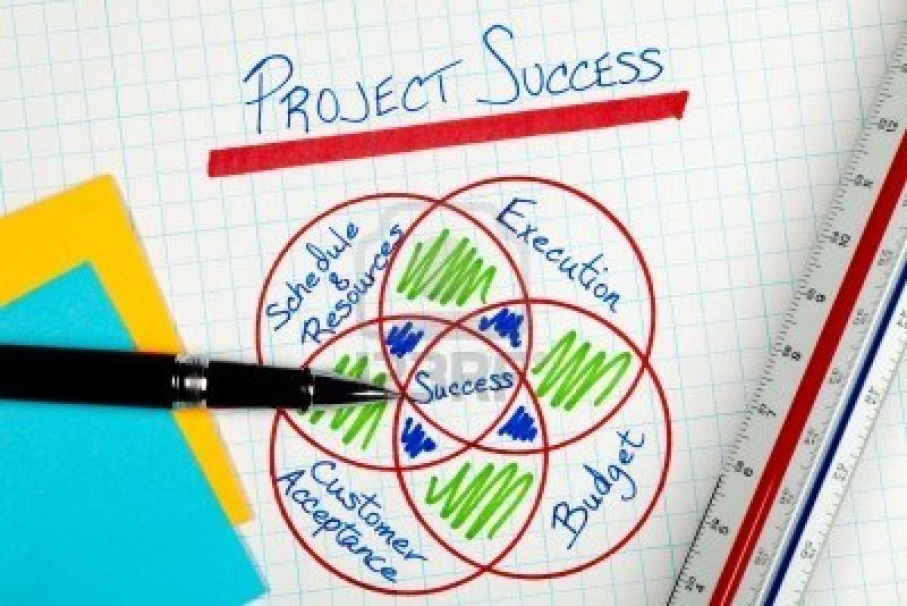 PROJECT SUCCESS
Schedule
&
Resources
Execution
Success
Customer
Acceptance
Budget